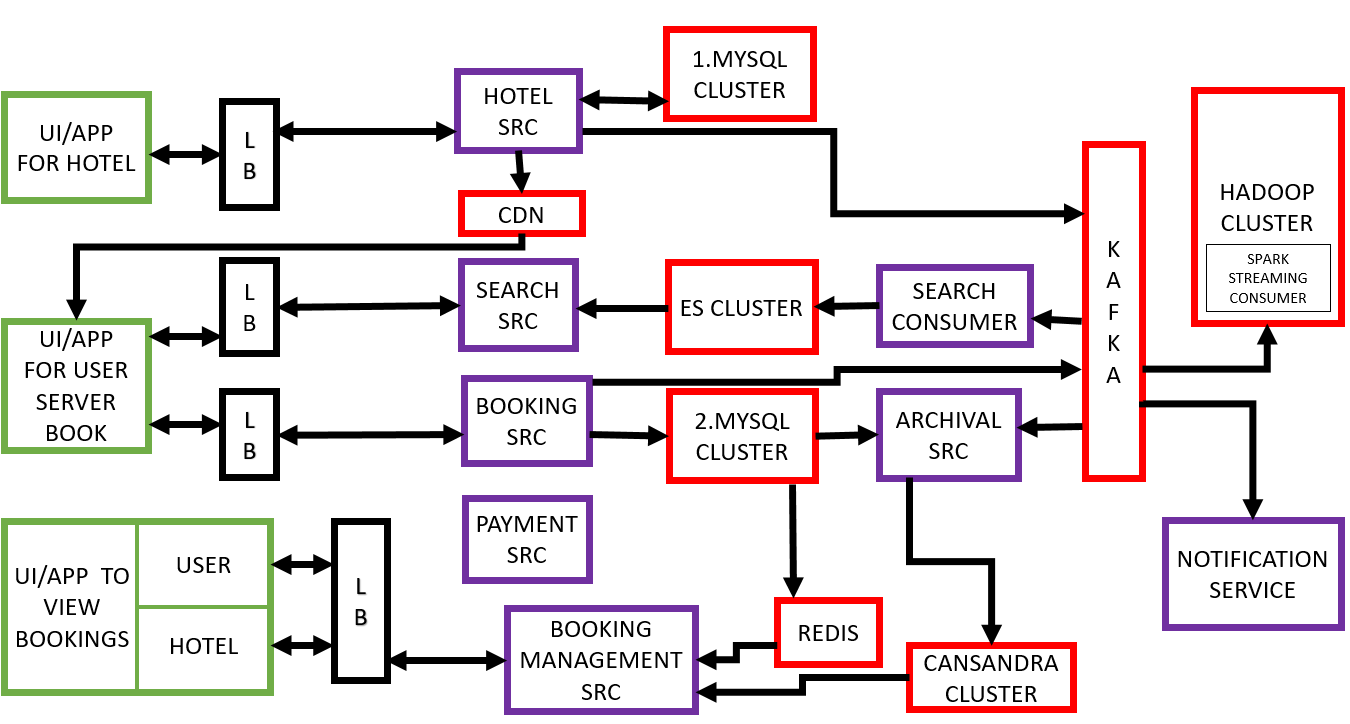 1.MYSQL
CLUSTER
HOTEL
SRC
UI/APP
FOR HOTEL
L
B
CDN
HADOOP
CLUSTER
SPARK
STREAMING
CONSUMER
K
A
F
K
A
L
B
SEARCH
SRC
ES CLUSTER
SEARCH
CONSUMER
UI/APP
FOR USER
SERVER
BOOK
L
B
BOOKING
SRC
2.MYSQL
CLUSTER
ARCHIVAL
SRC
PAYMENT
SRC
NOTIFICATION
SERVICE
UI/APP TO
VIEW
BOOKINGS
USER
HOTEL
L
B
BOOKING
MANAGEMENT
SRC
REDIS
CANSANDRA
CLUSTER